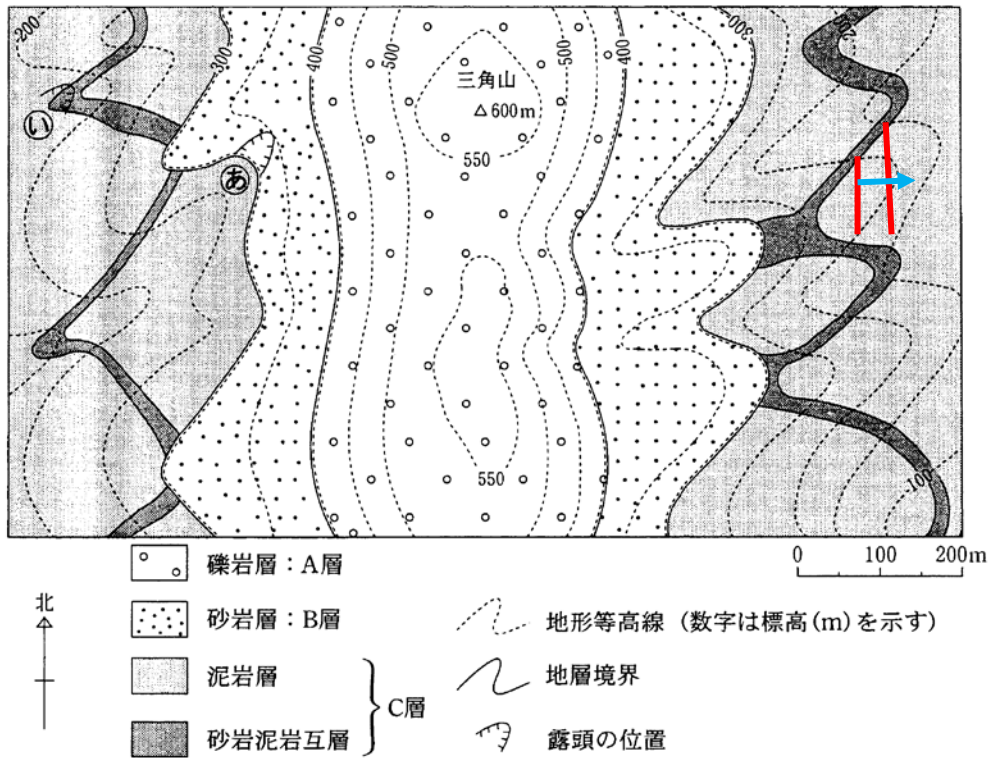 200
300
400
500
500
400
300
200
三角山
△600m
550
い
あ
550
100
0 100 200m
礫岩層:A層
北
砂岩層:B層
地形等高線(数字は標高(m)を示す)
泥岩層
地層境界
C層
砂岩泥岩互層
露頭の位置